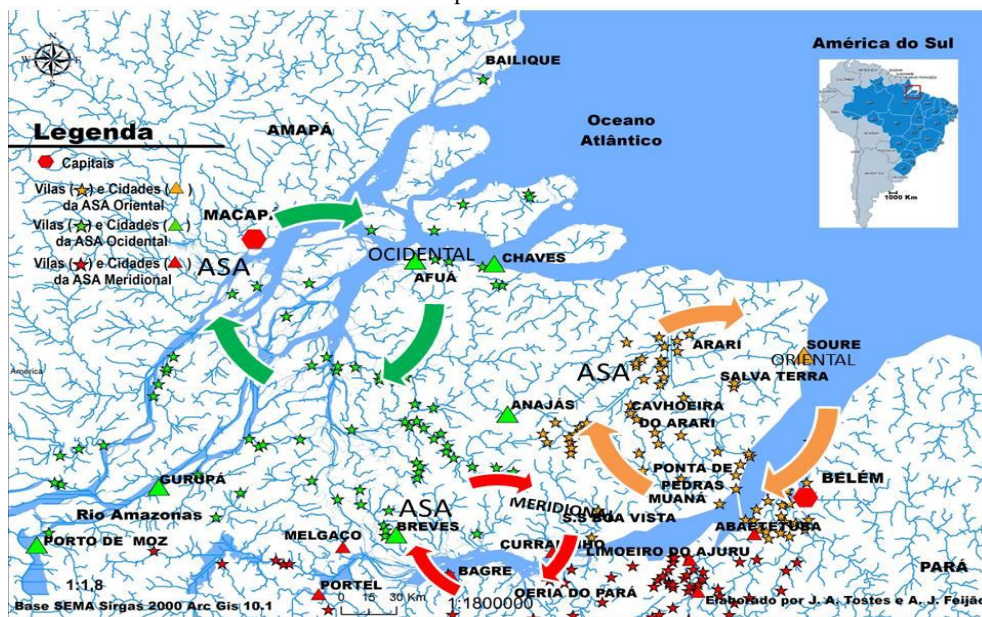 América do Sul
1000 Km
N
E
S
Legenda
Capitais
Vilas (☆) e Cidades (△)
da ASA Oriental
Vilas (☆) e Cidades (△)
da ASA Ocidental
Vilas (☆) e Cidades (△)
da ASA Meridional
BAILIQUE
AMAPÁ
Oceano
Atlântico
MACAPÁ
ASA
OCIDENTAL
AFUÁ
CHAVES
ARARI
SOURE
ORIENTAL
ASA
SALVA TERRA
América
ANAJÁS
CAVHOEIRA
DO ARARI
PONTA DE
PEDRAS
MUANÁ
BELÉM
GURUPÁ
Rio Amazonas
ASA
MERIDIONAL
BREVES
S.S BOA VISTA
ABAETETUBA
PORTO DE MOZ
MELGAÇO
LIMOEIRO DO AJURU
PORTEL
BAGRE
OERIA DO PARÁ
PARÁ
1:1,8
0 15 30 Km
1:1800000
Base SEMA Sirgas 2000 Arc Gis 10.1
Elaborado por J. A. Tostes e A. J. Feijão